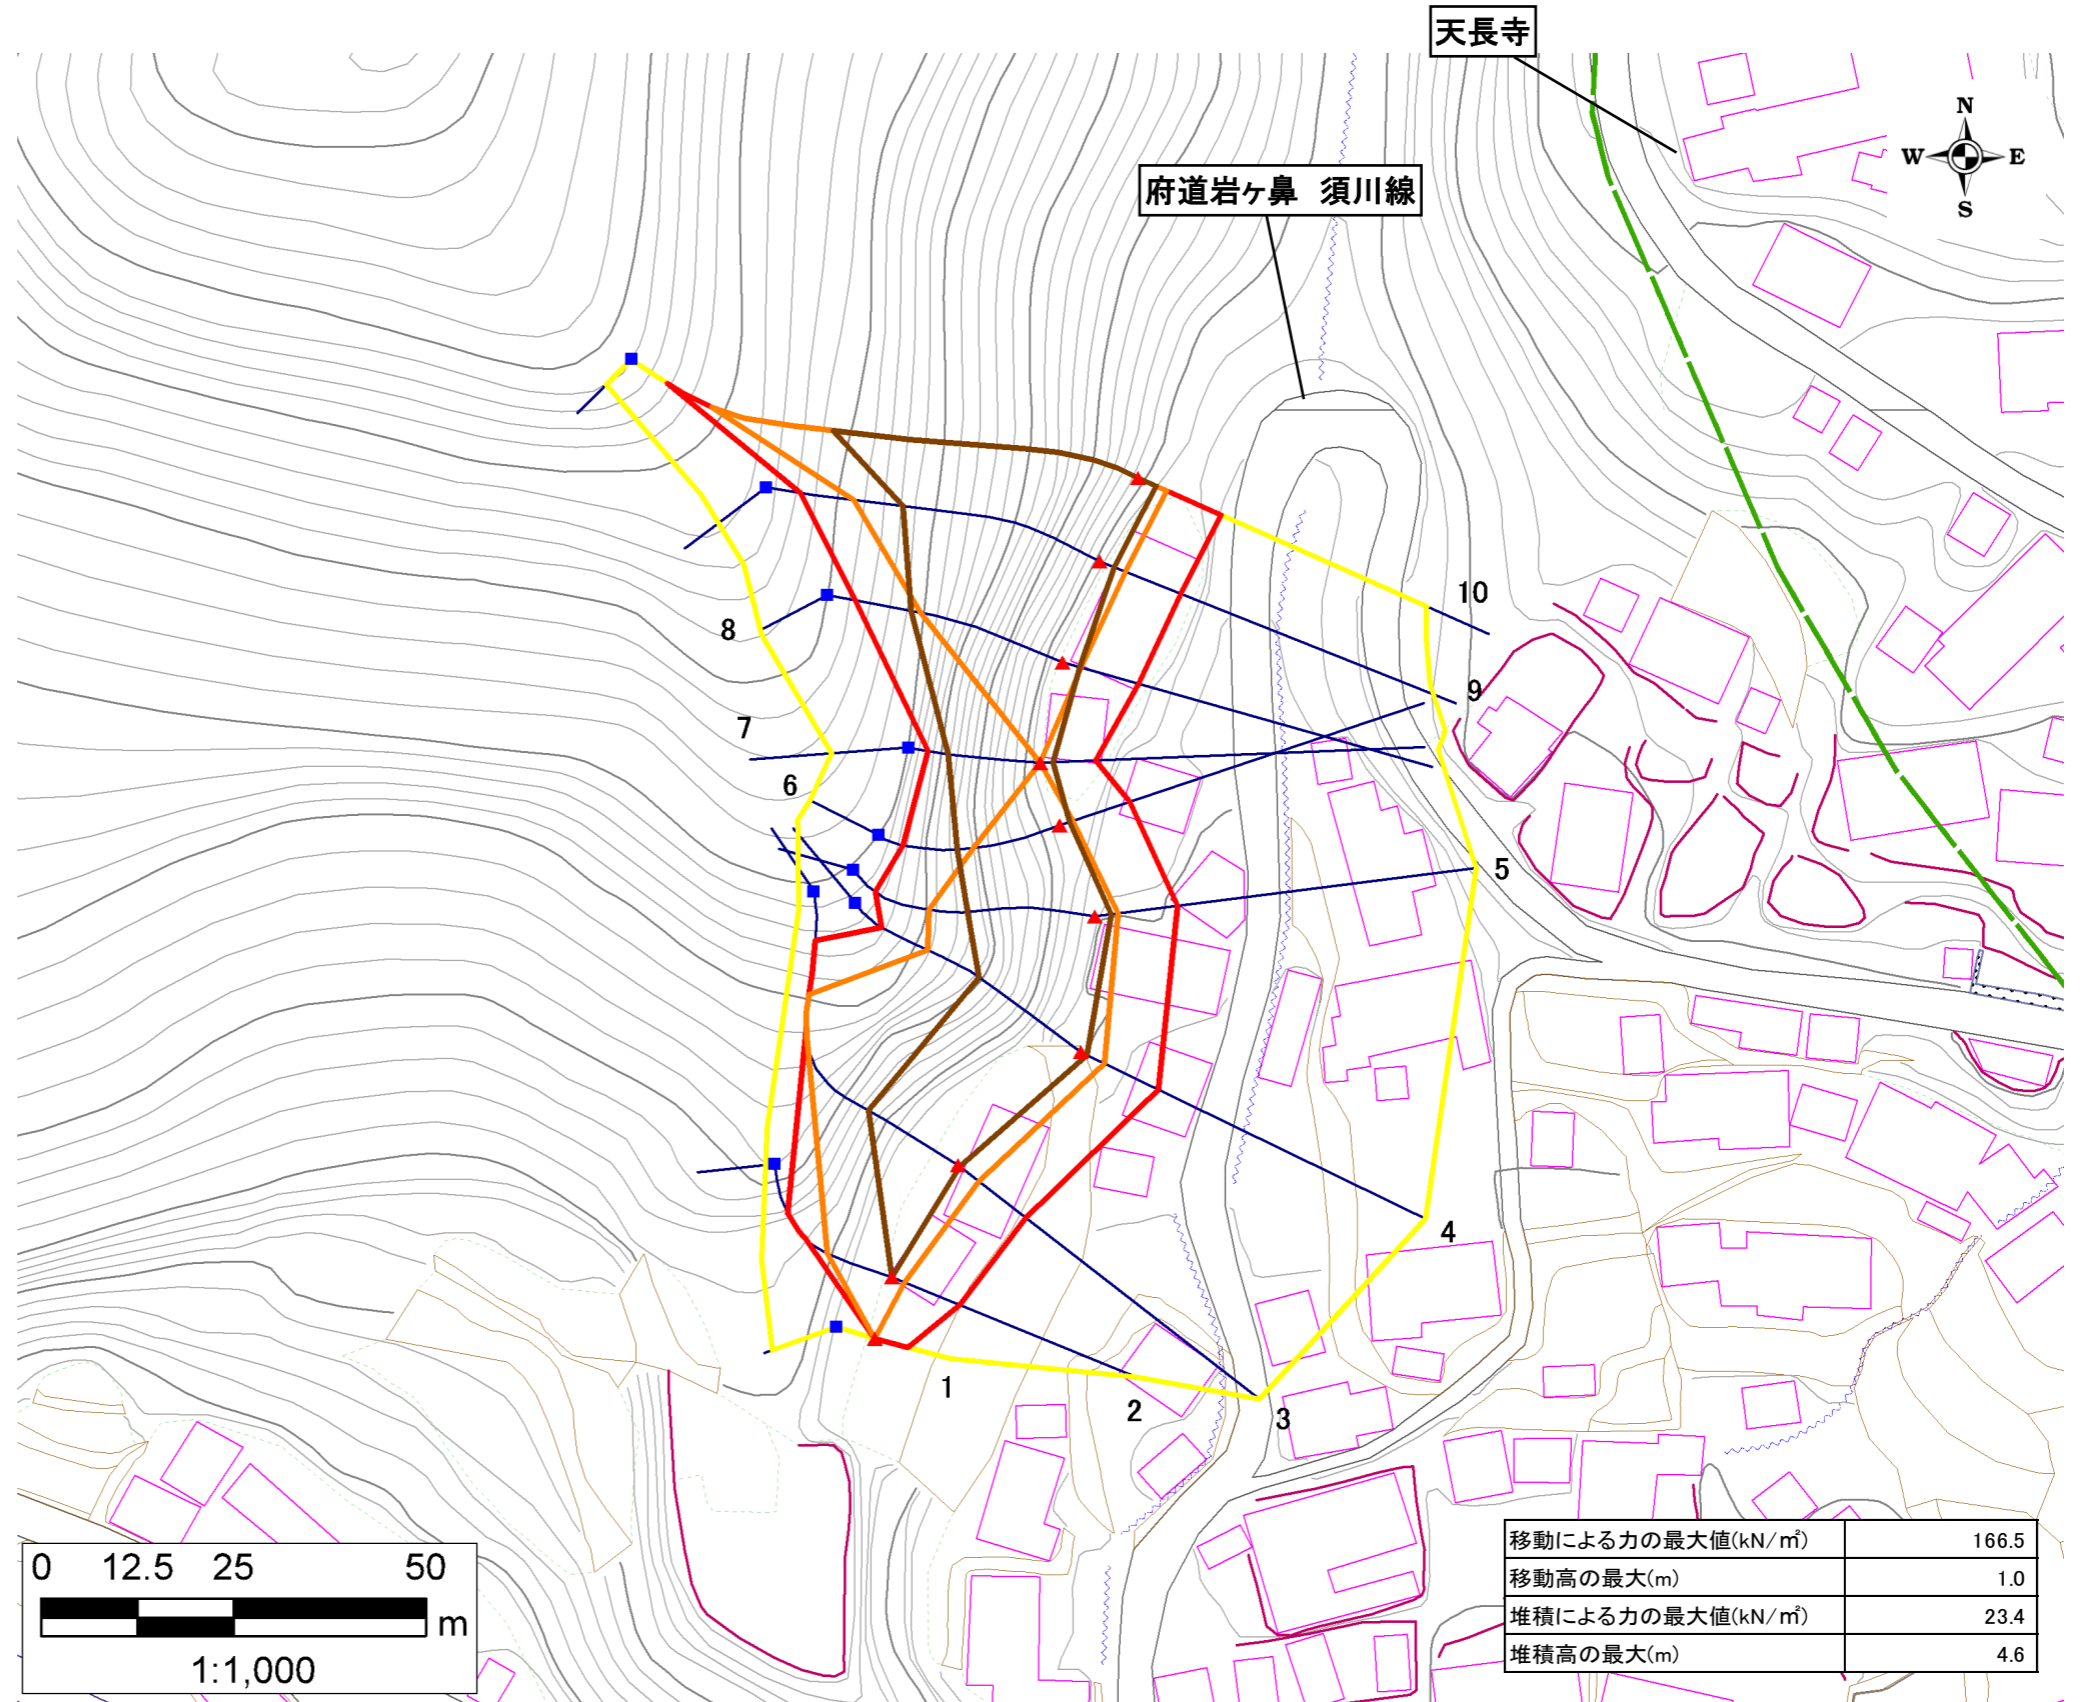 天長寺
N
W E
S
府道岩ヶ鼻　須川線
10
8
9
7
6
5
4
1
2
3
0 12.5 25 50
m
1:1,000
移動による力の最大値(kN/㎡) 166.5
移動高の最大(m) 1.0
堆積による力の最大値(kN/㎡) 23.4
堆積高の最大(m) 4.6